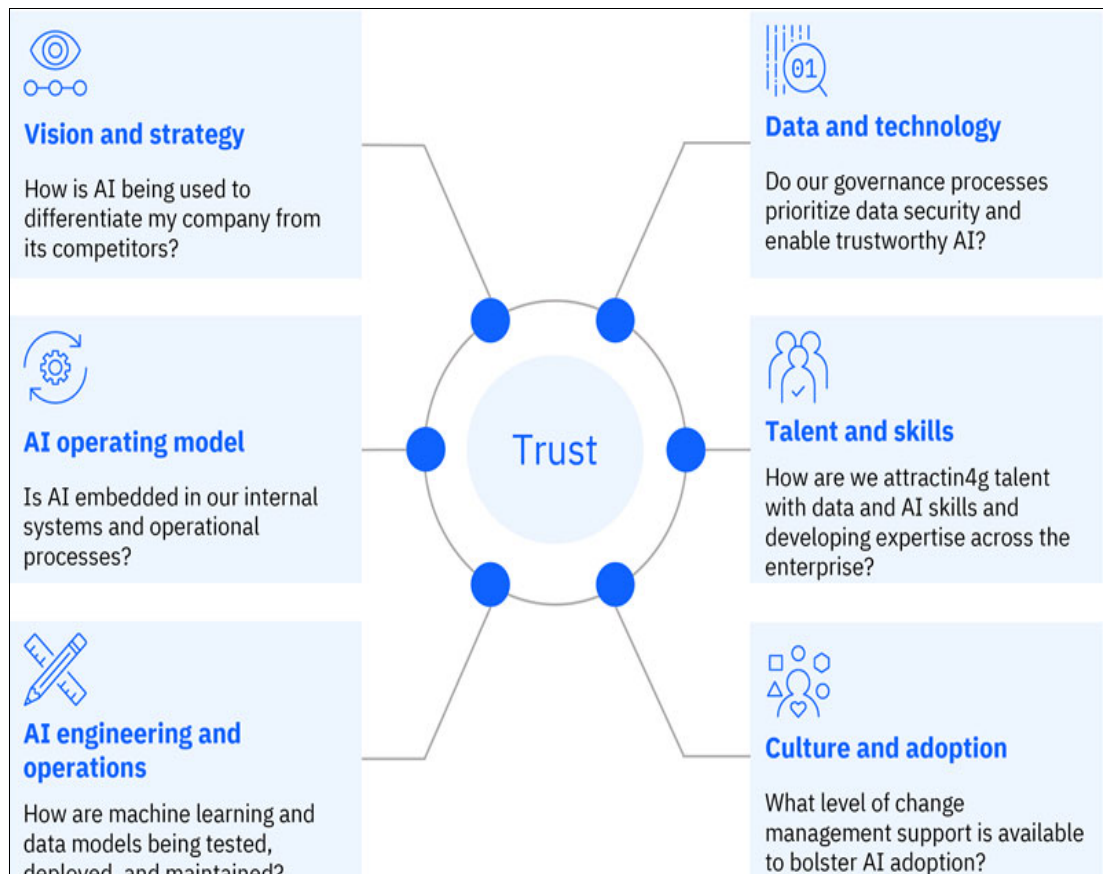 Vision and strategy
How is AI being used to
differentiate my company from
its competitors?
AI operating model
Is AI embedded in our internal
systems and operational
processes?
AI engineering and
operations
How are machine learning and
data models being tested,
deployed, and maintained?
Trust
01
Data and technology
Do our governance processes
prioritize data security and
enable trustworthy AI?
Talent and skills
How are we attractin4g talent
with data and AI skills and
developing expertise across the
enterprise?
Culture and adoption
What level of change
management support is available
to bolster AI adoption?